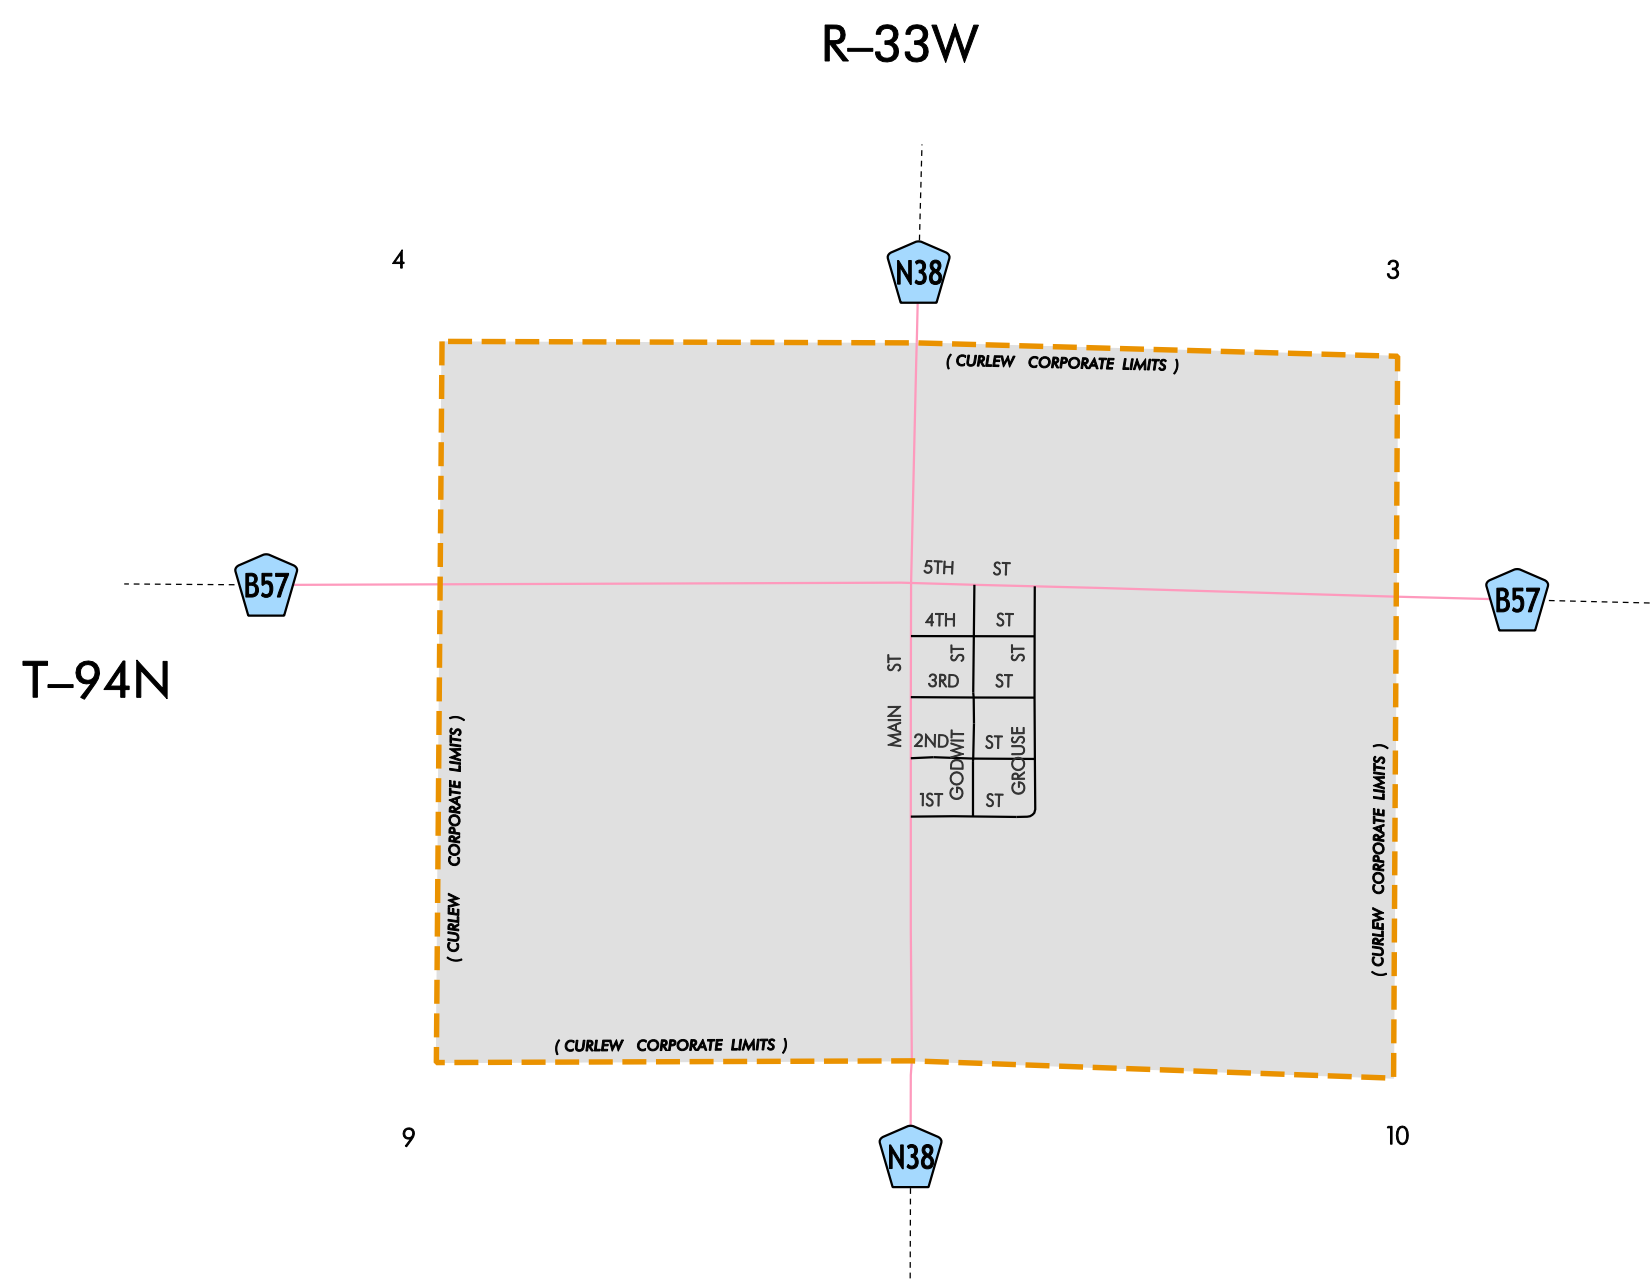 R–33W
4
N38
3
( CURLEW CORPORATE LIMITS )
5TH ST
B57
B57
4TH ST
MAIN ST
GODWIT ST
GROUSE ST
3RD ST
T–94N
2ND ST
1ST ST
( CURLEW CORPORATE LIMITS )
( CURLEW CORPORATE LIMITS )
( CURLEW CORPORATE LIMITS )
9
N38
10